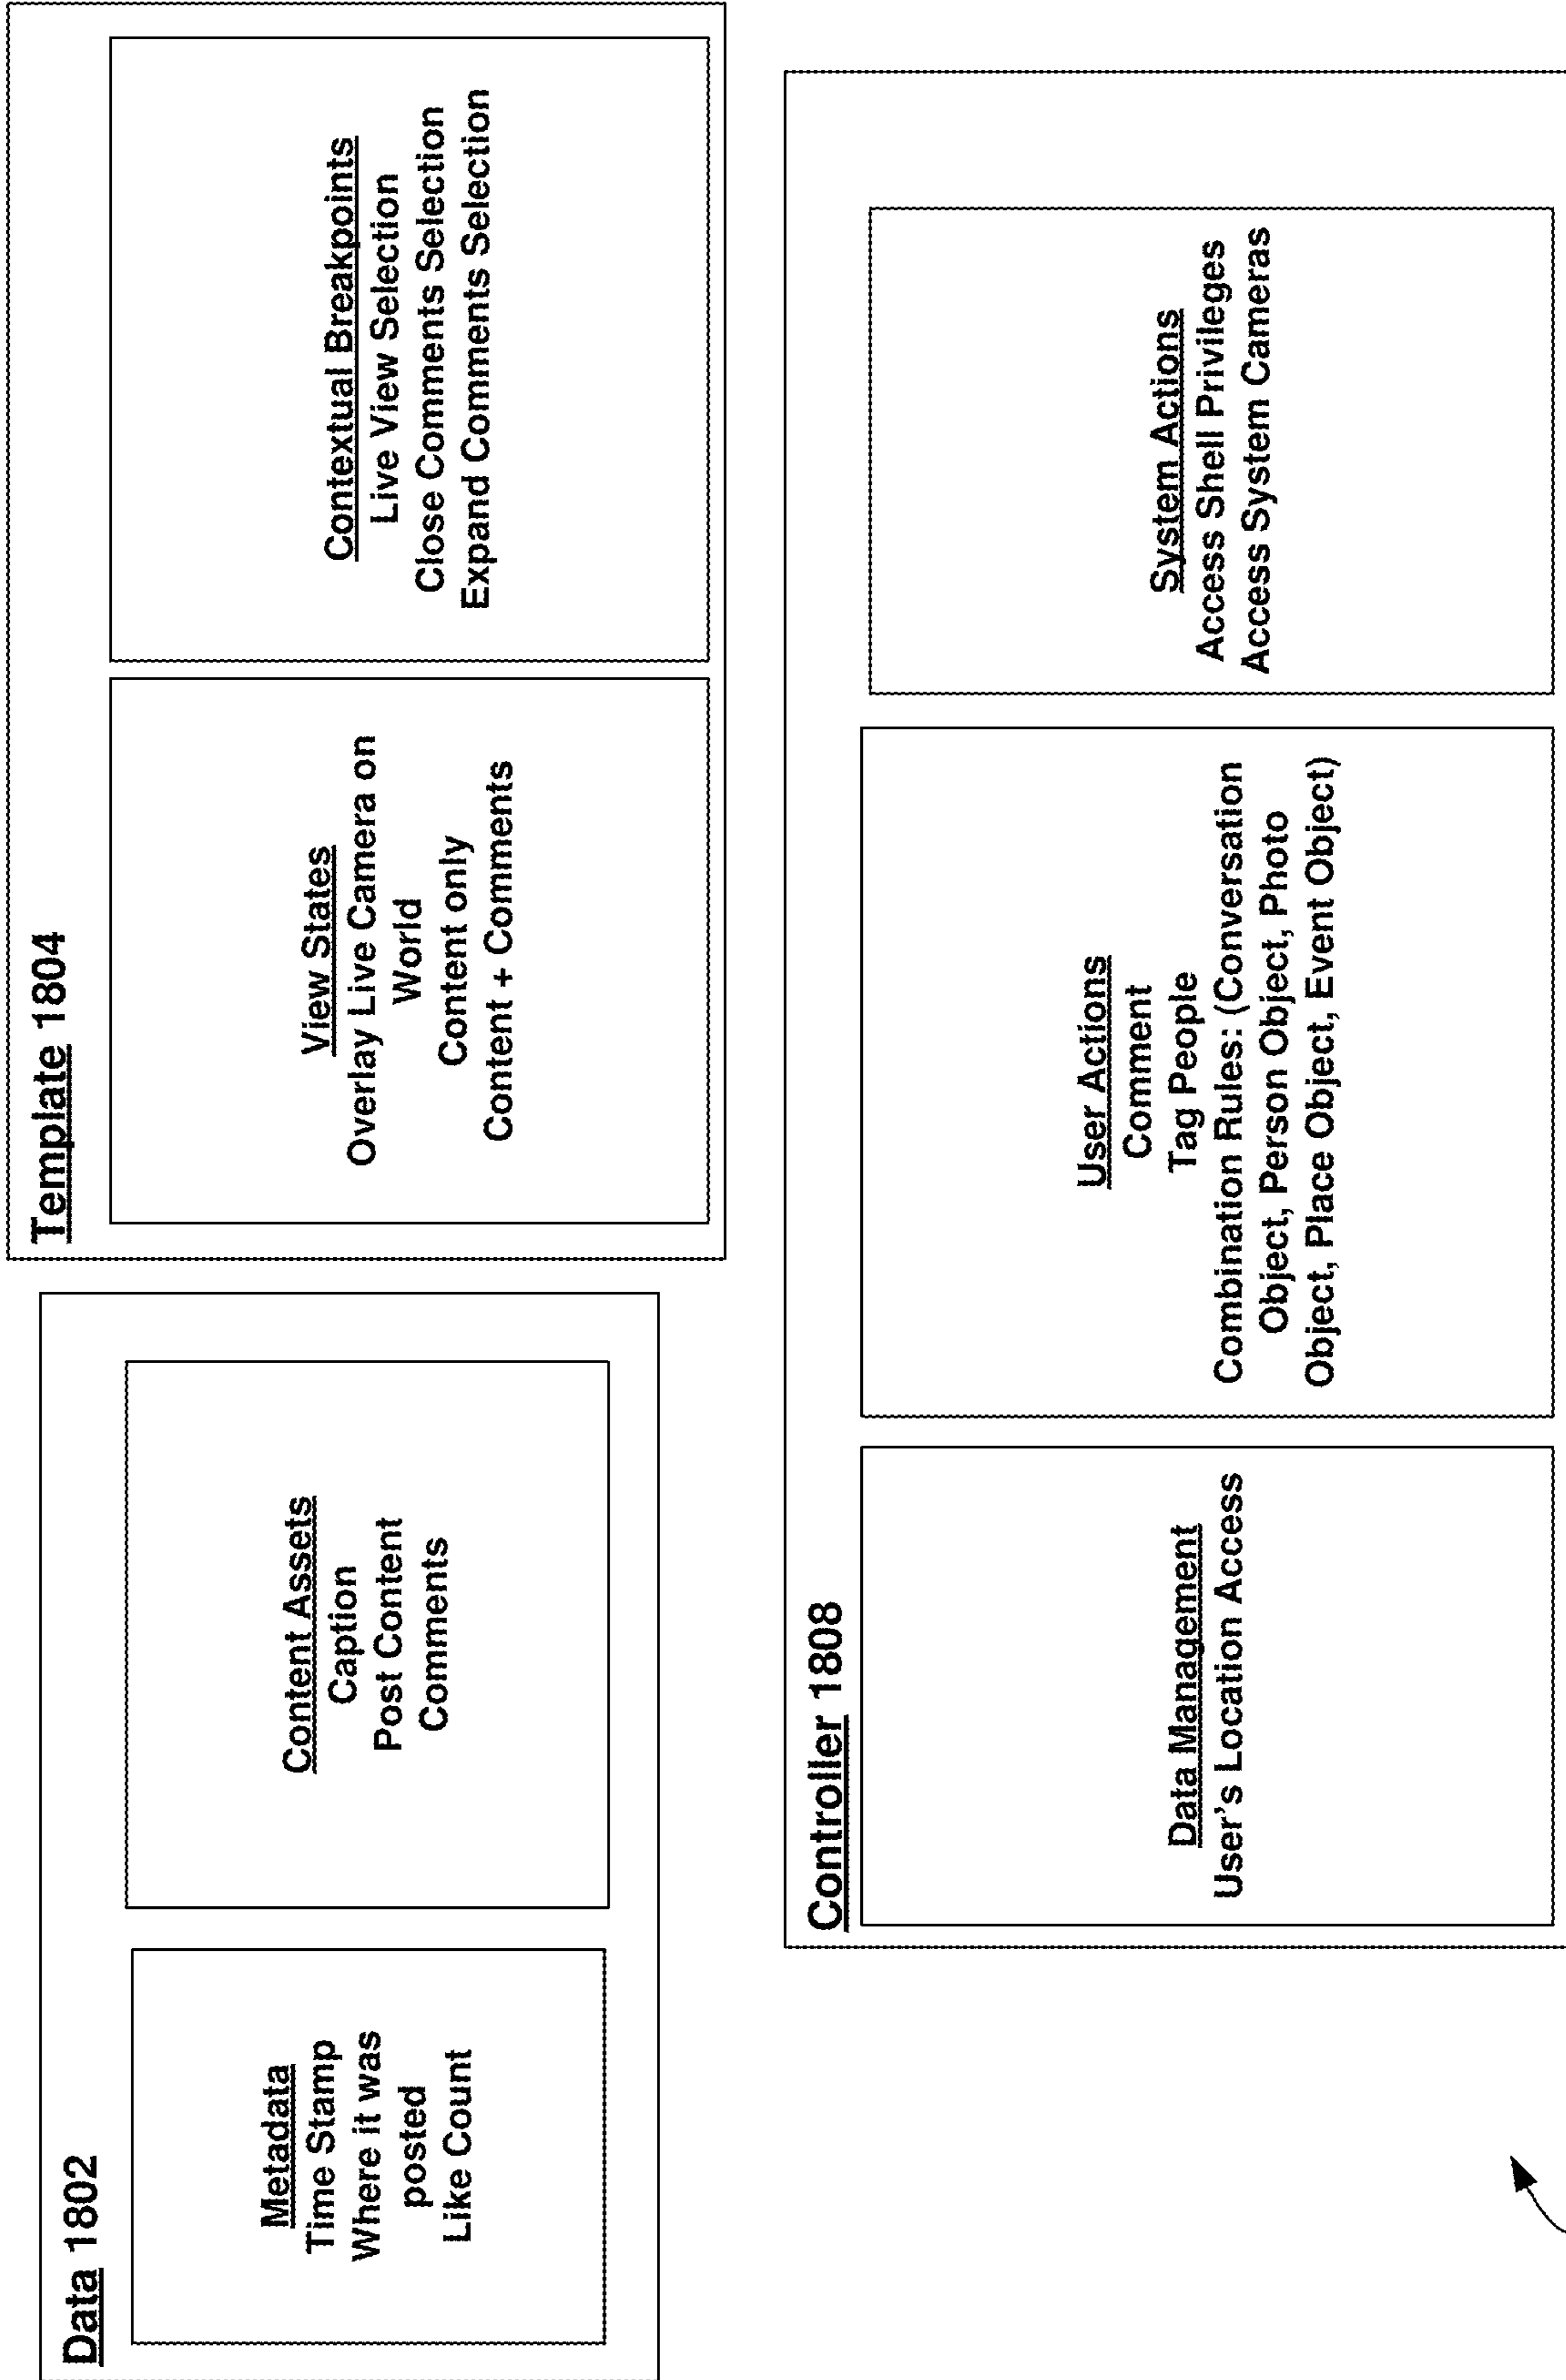 Data 1802
Metadata
Time Stamp
Where it was
posted
Like Count
Content Assets
Caption
Post Content
Comments
Template 1804
View States
Overlay Live Camera on
World
Content only
Content + Comments
Contextual Breakpoints
Live View Selection
Close Comments Selection
Expand Comments Selection
Controller 1808
Data Management
User's Location Access
User Actions
Comment
Tag People
Combination Rules: (Conversation
Object, Person Object, Photo
Object, Place Object, Event Object)
System Actions
Access Shell Privileges
Access System Cameras